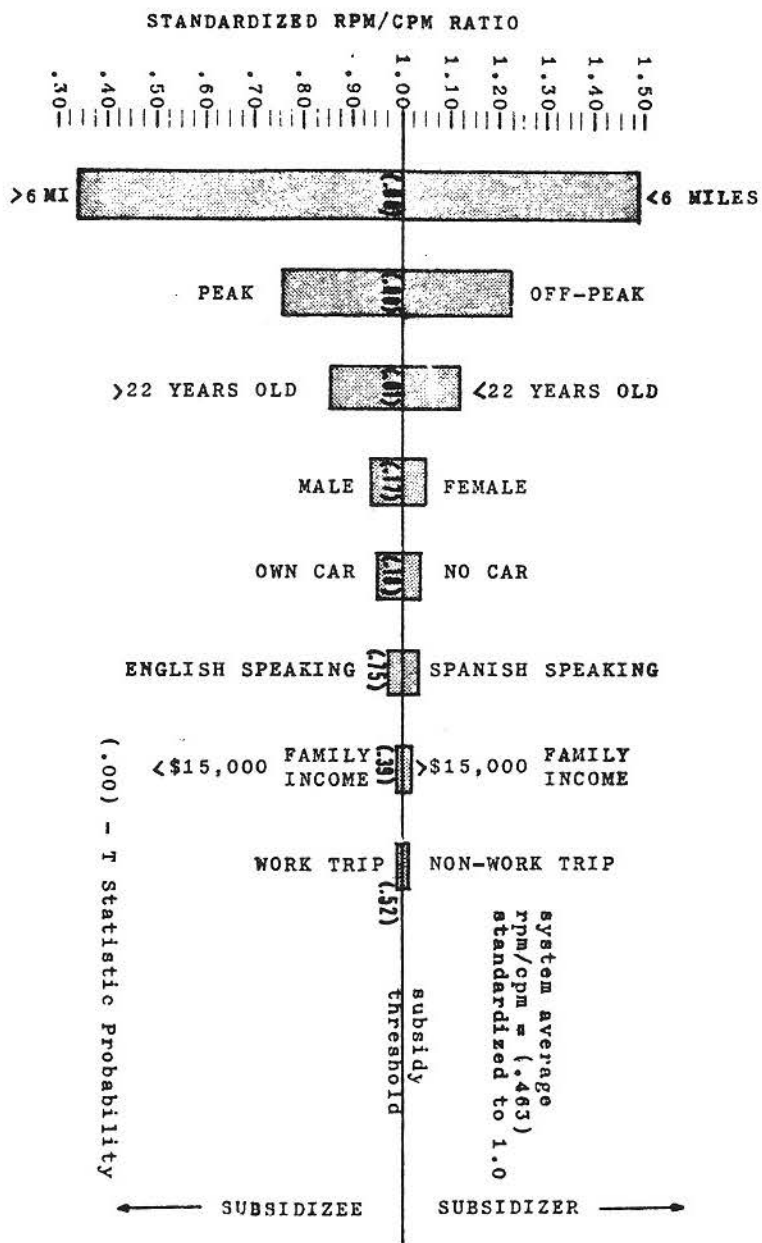 STANDARDIZED RPM/CPM RATIO
.30
.40
.50
.60
.70
.80
.90
1.00
1.10
1.20
1.30
1.40
1.50
>6 MI
(.00)
<6 MILES
PEAK
(.00)
OFF-PEAK
>22 YEARS OLD
(.01)
<22 YEARS OLD
MALE
(.17)
FEMALE
OWN CAR
NO CAR
ENGLISH SPEAKING
(.75)
SPANISH SPEAKING
<$15,000 FAMILY
INCOME
(.39)
>$15,000 FAMILY
INCOME
WORK TRIP
(.52)
NON-WORK TRIP
(.00) - T Statistic Probability
system average
rpm/cpm = (.463)
standardized to 1.0
subsidy
threshold
SUBSIDIZEE
SUBSIDIZER